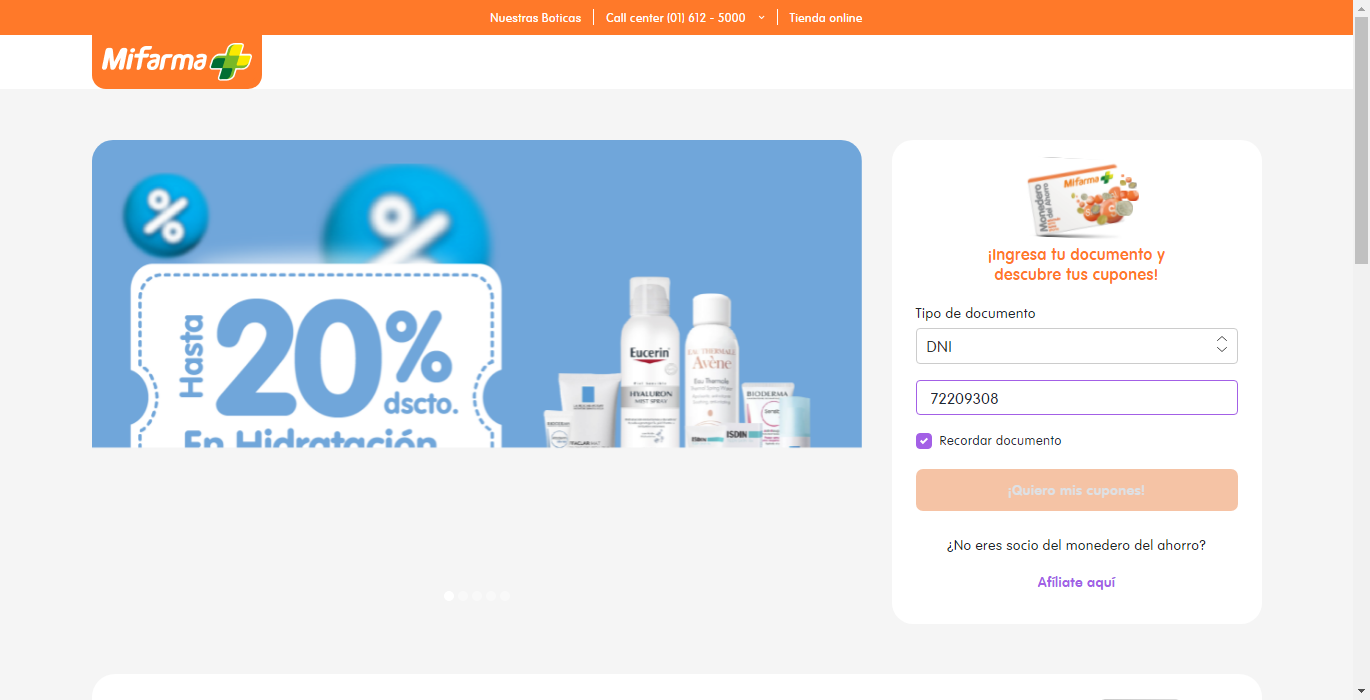 Nuestras Boticas
Call center (01) 612 - 5000
Tienda online
Mifarma
Hasta
20%
dscto.
En Hidratación
Eucerin
HYALURON
MIST SPRAY
EAU THERMALE
Avène
Eau Thermale
BIODERMA
ISDIN
Mifarma
Monedero del Ahorro
¡Ingresa tu documento y
descubre tus cupones!
Tipo de documento
DNI
72209308
Recordar documento
¡Quiero mis cupones!
¿No eres socio del monedero del ahorro?
Afíliate aquí